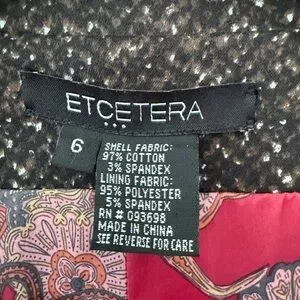 ETCETERA
6
SHELL FABRIC:
97% COTTON
3% SPANDEX
LINING FABRIC:
95% POLYESTER
5% SPANDEX
RN # 093698
MADE IN CHINA
SEE REVERSE FOR CARE